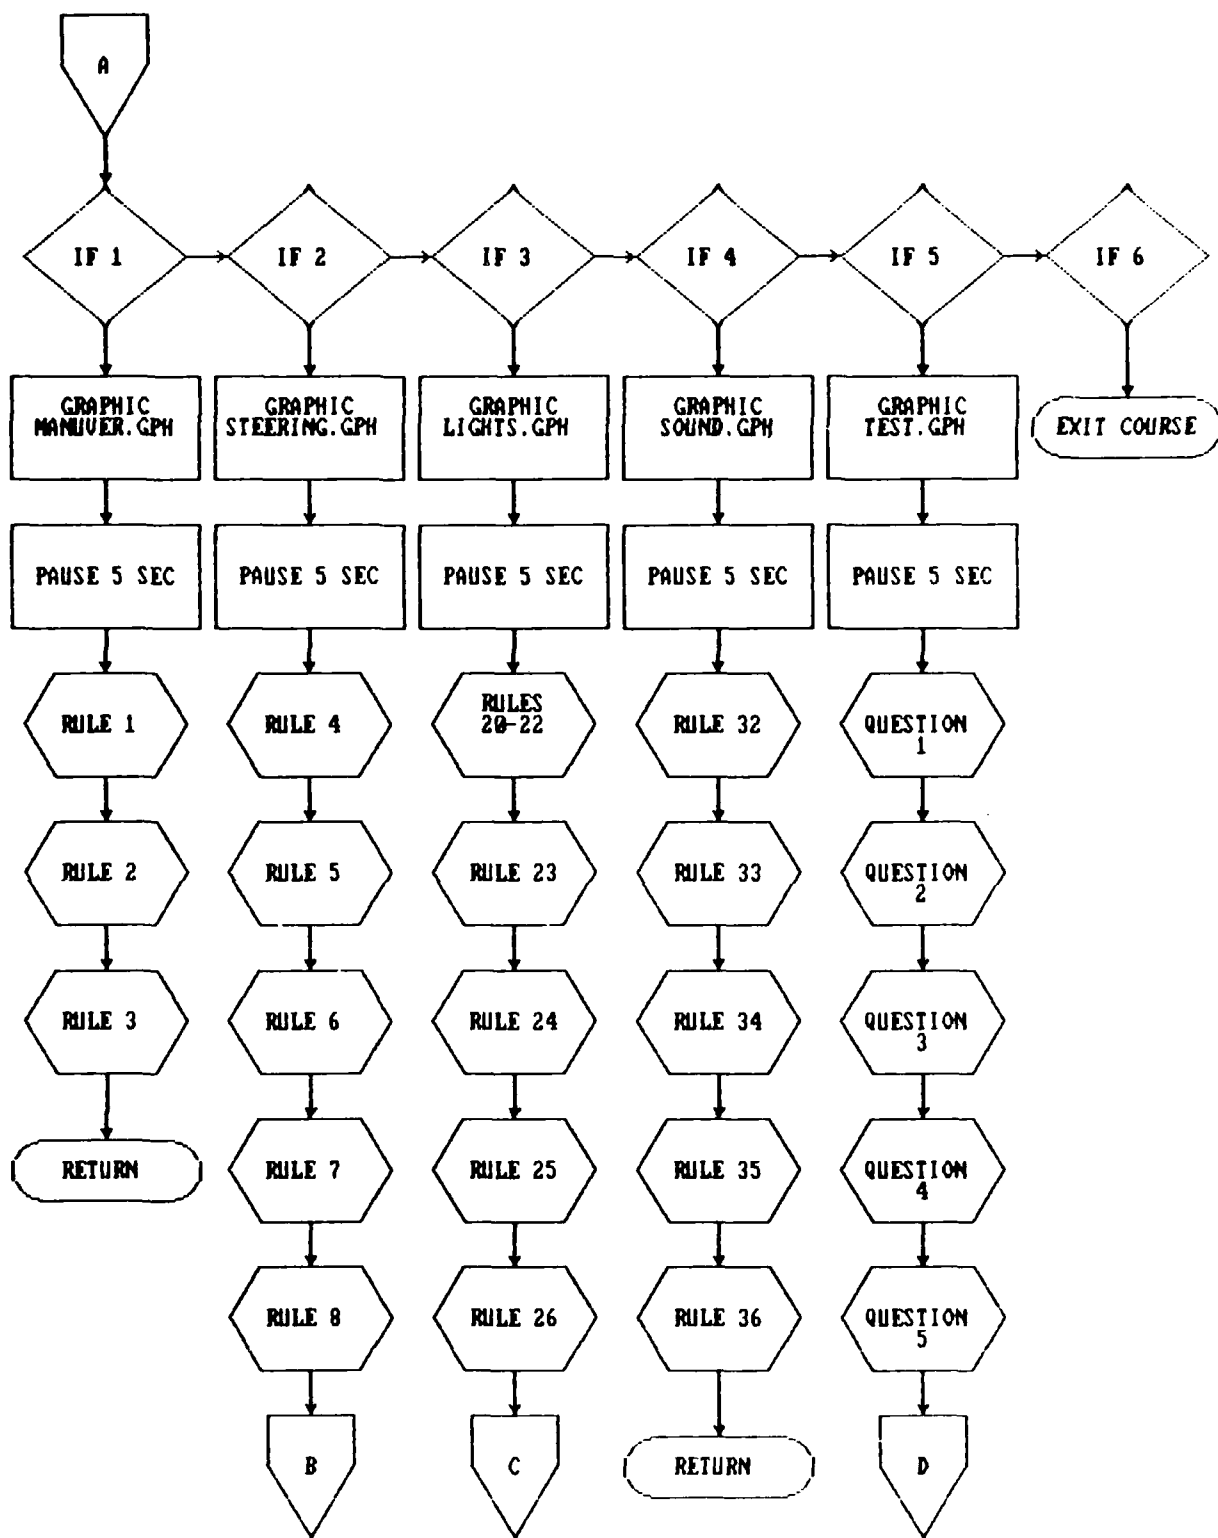 A
IF 1
IF 2
IF 3
IF 4
IF 5
IF 6
GRAPHIC
MANUVER.GPH
GRAPHIC
STEERING.GPH
GRAPHIC
LIGHTS.GPH
GRAPHIC
SOUND.GPH
GRAPHIC
TEST.GPH
EXIT COURSE
PAUSE 5 SEC
PAUSE 5 SEC
PAUSE 5 SEC
PAUSE 5 SEC
PAUSE 5 SEC
RULE 1
RULE 4
RULES
20-22
RULE 32
QUESTION
1
RULE 2
RULE 5
RULE 23
RULE 33
QUESTION
2
RULE 3
RULE 6
RULE 24
RULE 34
QUESTION
3
RETURN
RULE 7
RULE 25
RULE 35
QUESTION
4
RULE 8
RULE 26
RULE 36
QUESTION
5
B
C
RETURN
D